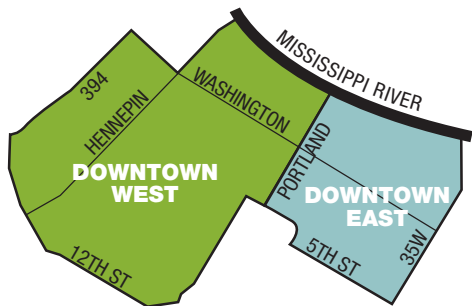 MISSISSIPPI RIVER
394
HENNEPIN
WASHINGTON
PORTLAND
DOWNTOWN
WEST
DOWNTOWN
EAST
12TH ST
5TH ST
35W